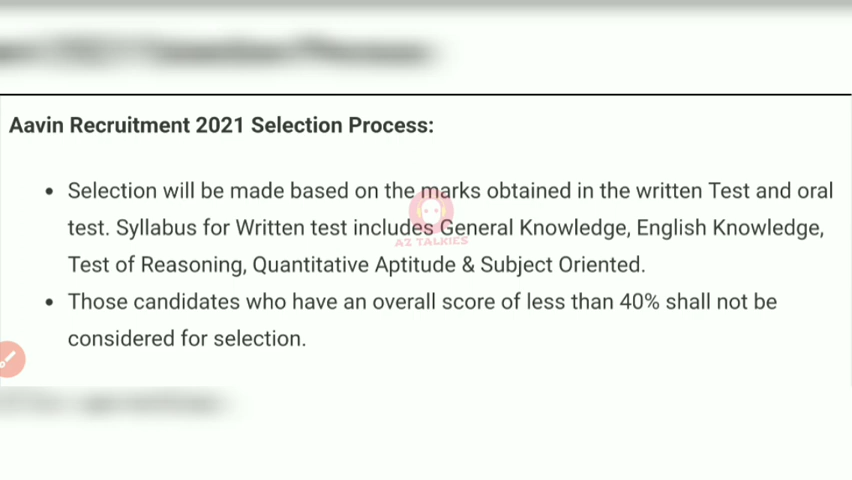 Aavin Recruitment 2021 Selection Process:
• Selection will be made based on the marks obtained in the written Test and oral
test. Syllabus for Written test includes General Knowledge, English Knowledge,
AZ TALKIES
Test of Reasoning, Quantitative Aptitude & Subject Oriented.
• Those candidates who have an overall score of less than 40% shall not be
considered for selection.